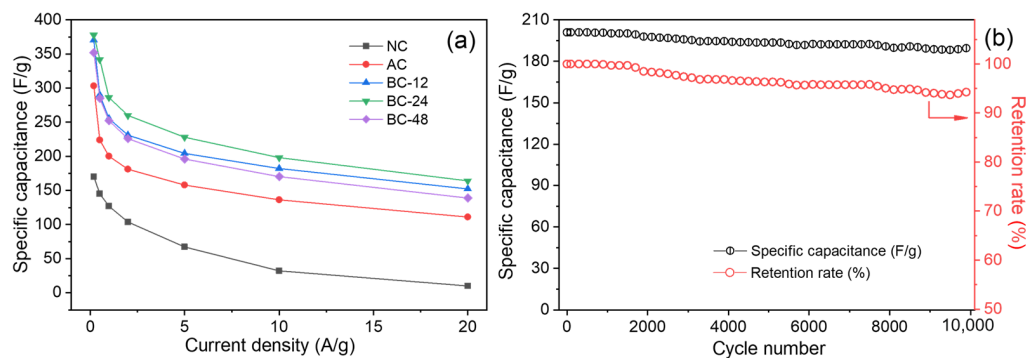 (a)
Specific capacitance (F/g)
400
350
300
250
200
150
100
50
0
NC
AC
BC-12
BC-24
BC-48
0 5 10 15 20
Current density (A/g)
(b)
Specific capacitance (F/g)
210
180
150
120
90
60
30
0
Specific capacitance (F/g)
Retention rate (%)
100
90
80
70
60
50
Retention rate
(%)
0 2000 4000 6000 8000 10,000
Cycle number